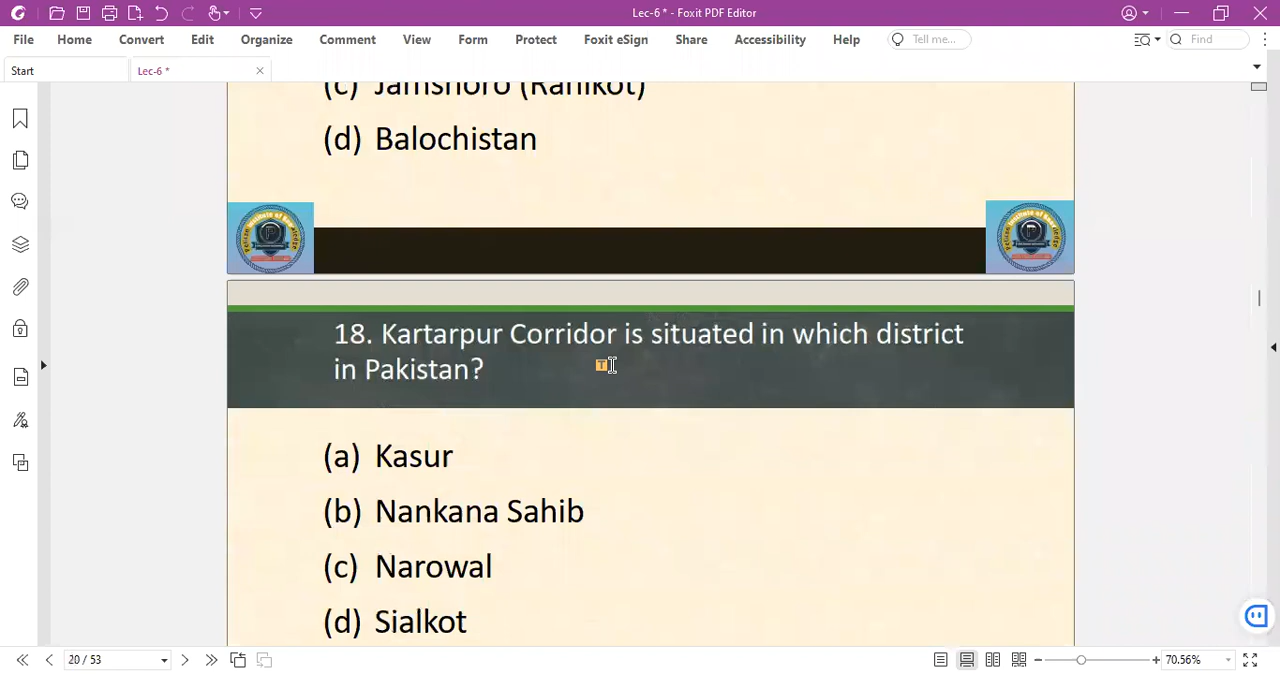 Lec-6 * - Foxit PDF Editor
File Home Convert Edit Organize Comment View Form Protect Foxit eSign Share Accessibility Help Tell me... Find
Start Lec-6 *
(c) Jamshoro (Ranikot)
(d) Balochistan
18. Kartarpur Corridor is situated in which district
in Pakistan?
(a) Kasur
(b) Nankana Sahib
(c) Narowal
(d) Sialkot
20 / 53 70.56%